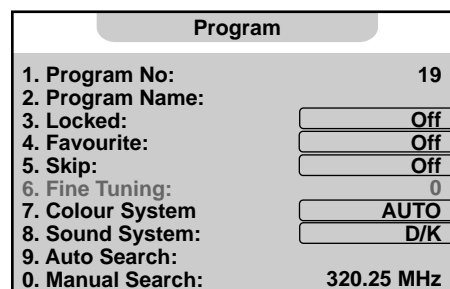 Program
1. Program No: 19
2. Program Name:
3. Locked: Off
4. Favourite: Off
5. Skip: Off
6. Fine Tuning: 0
7. Colour System AUTO
8. Sound System: D/K
9. Auto Search:
0. Manual Search: 320.25 MHz